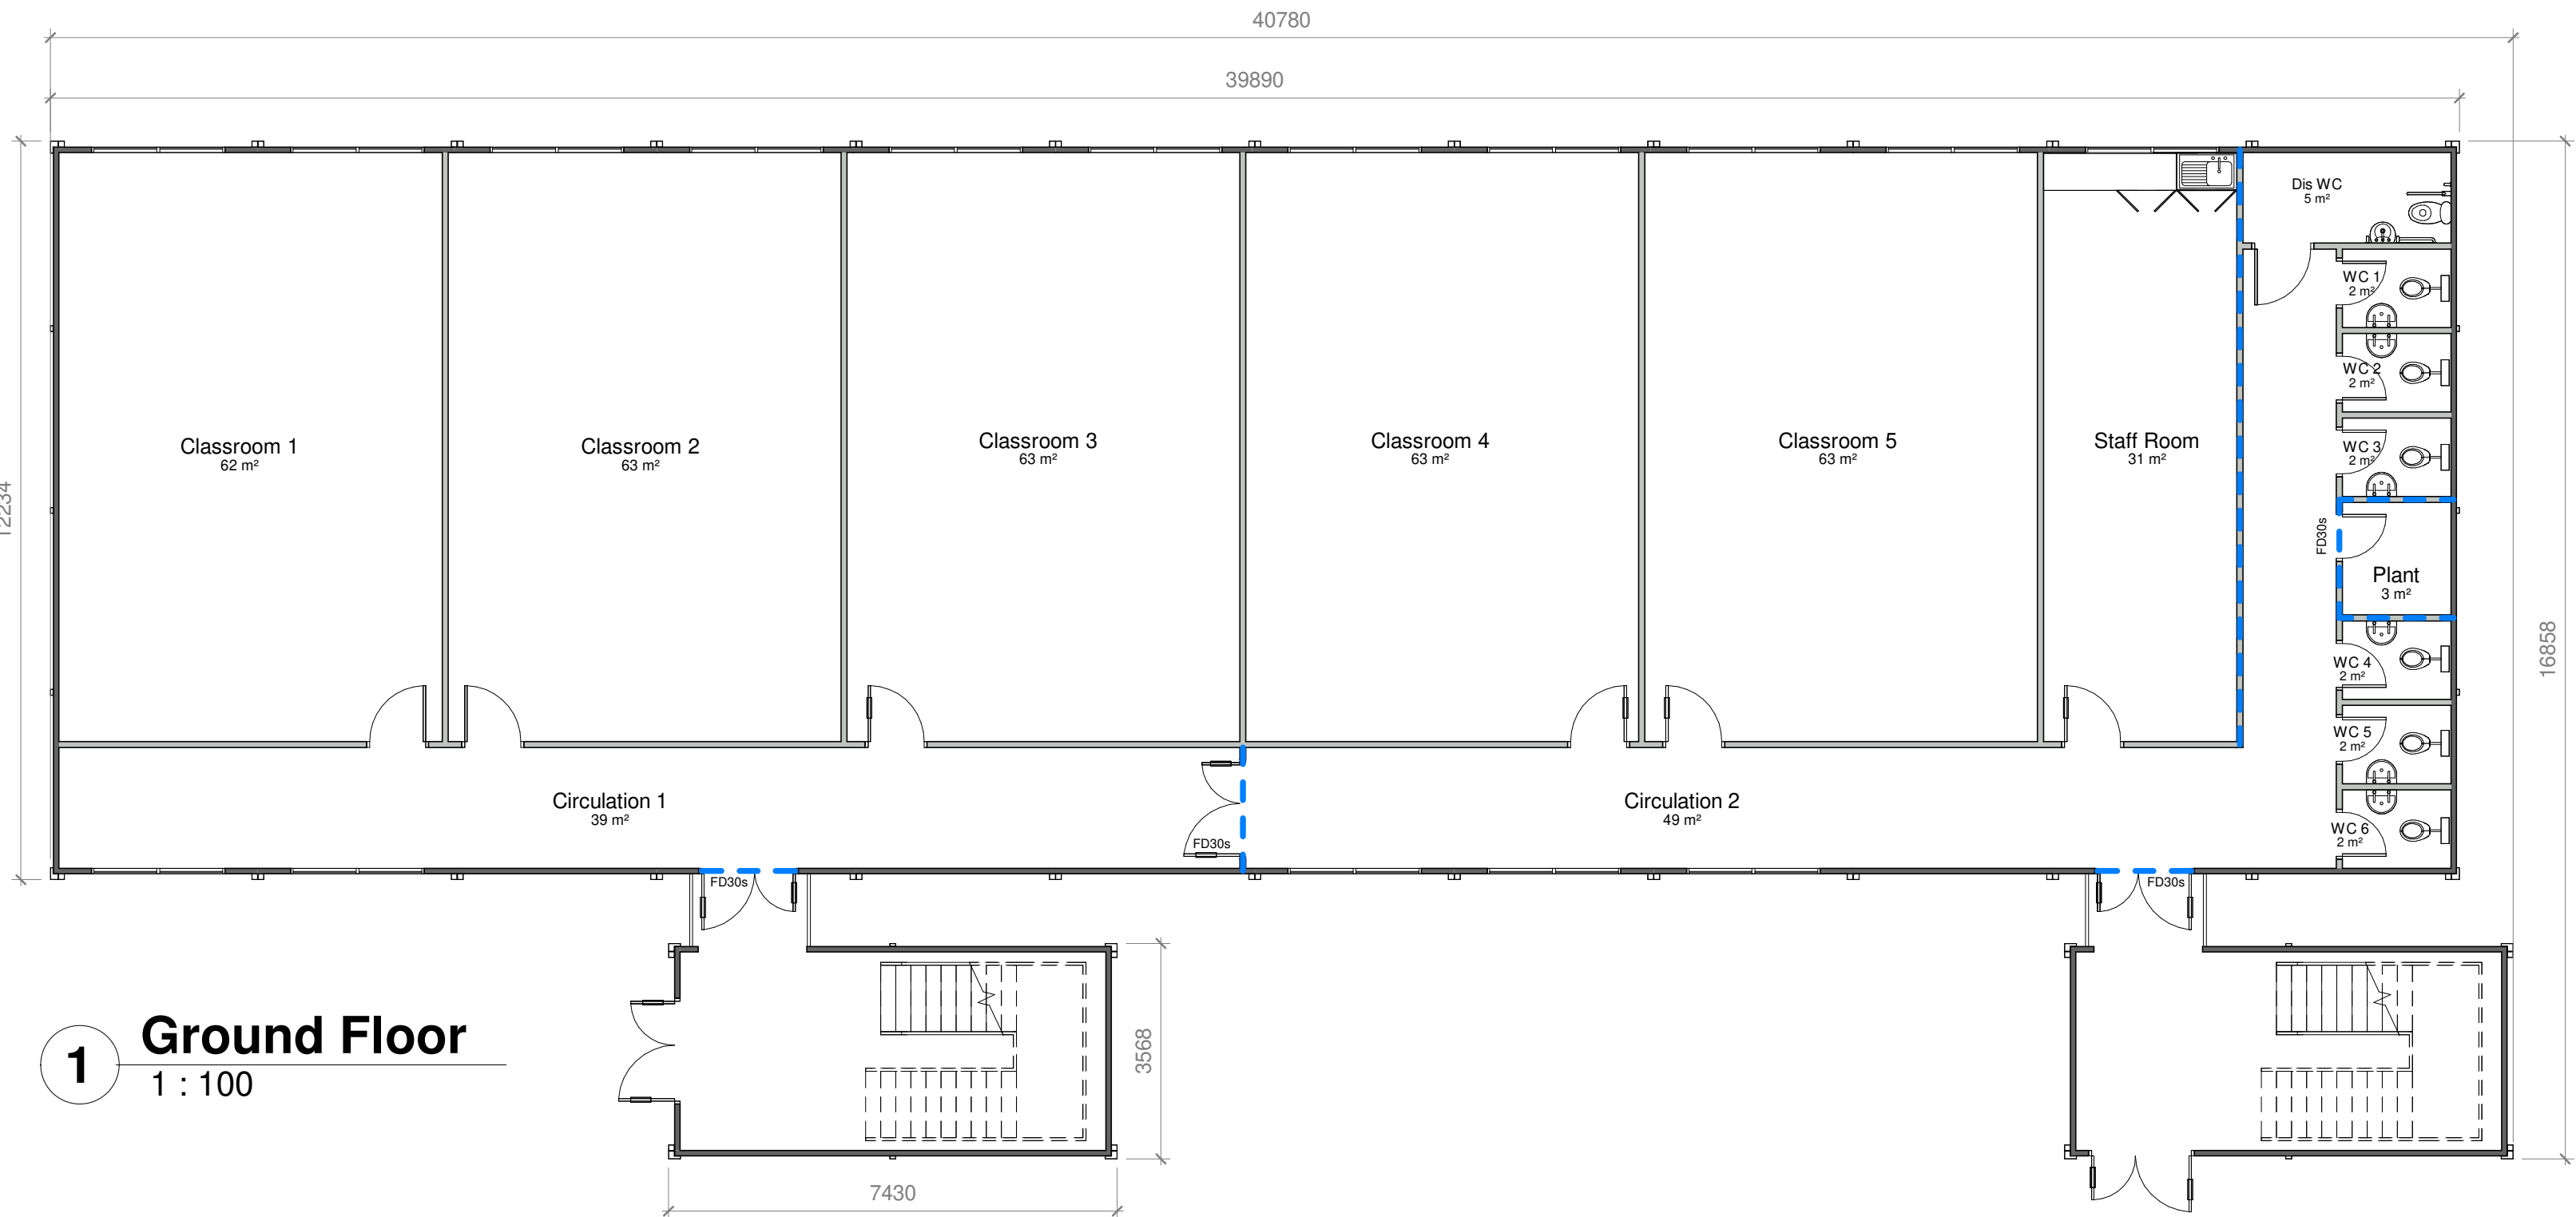 40780
39890
12234
16858
Classroom 1
62 m²
Classroom 2
63 m²
Classroom 3
63 m²
Classroom 4
63 m²
Classroom 5
63 m²
Staff Room
31 m²
Dis WC
5 m²
WC 1
2 m²
WC 2
2 m²
WC 3
2 m²
FD30s
Plant
3 m²
WC 4
2 m²
WC 5
2 m²
WC 6
2 m²
Circulation 1
39 m²
FD30s
Circulation 2
49 m²
FD30s
FD30s
3568
7430
1
Ground Floor
1 : 100